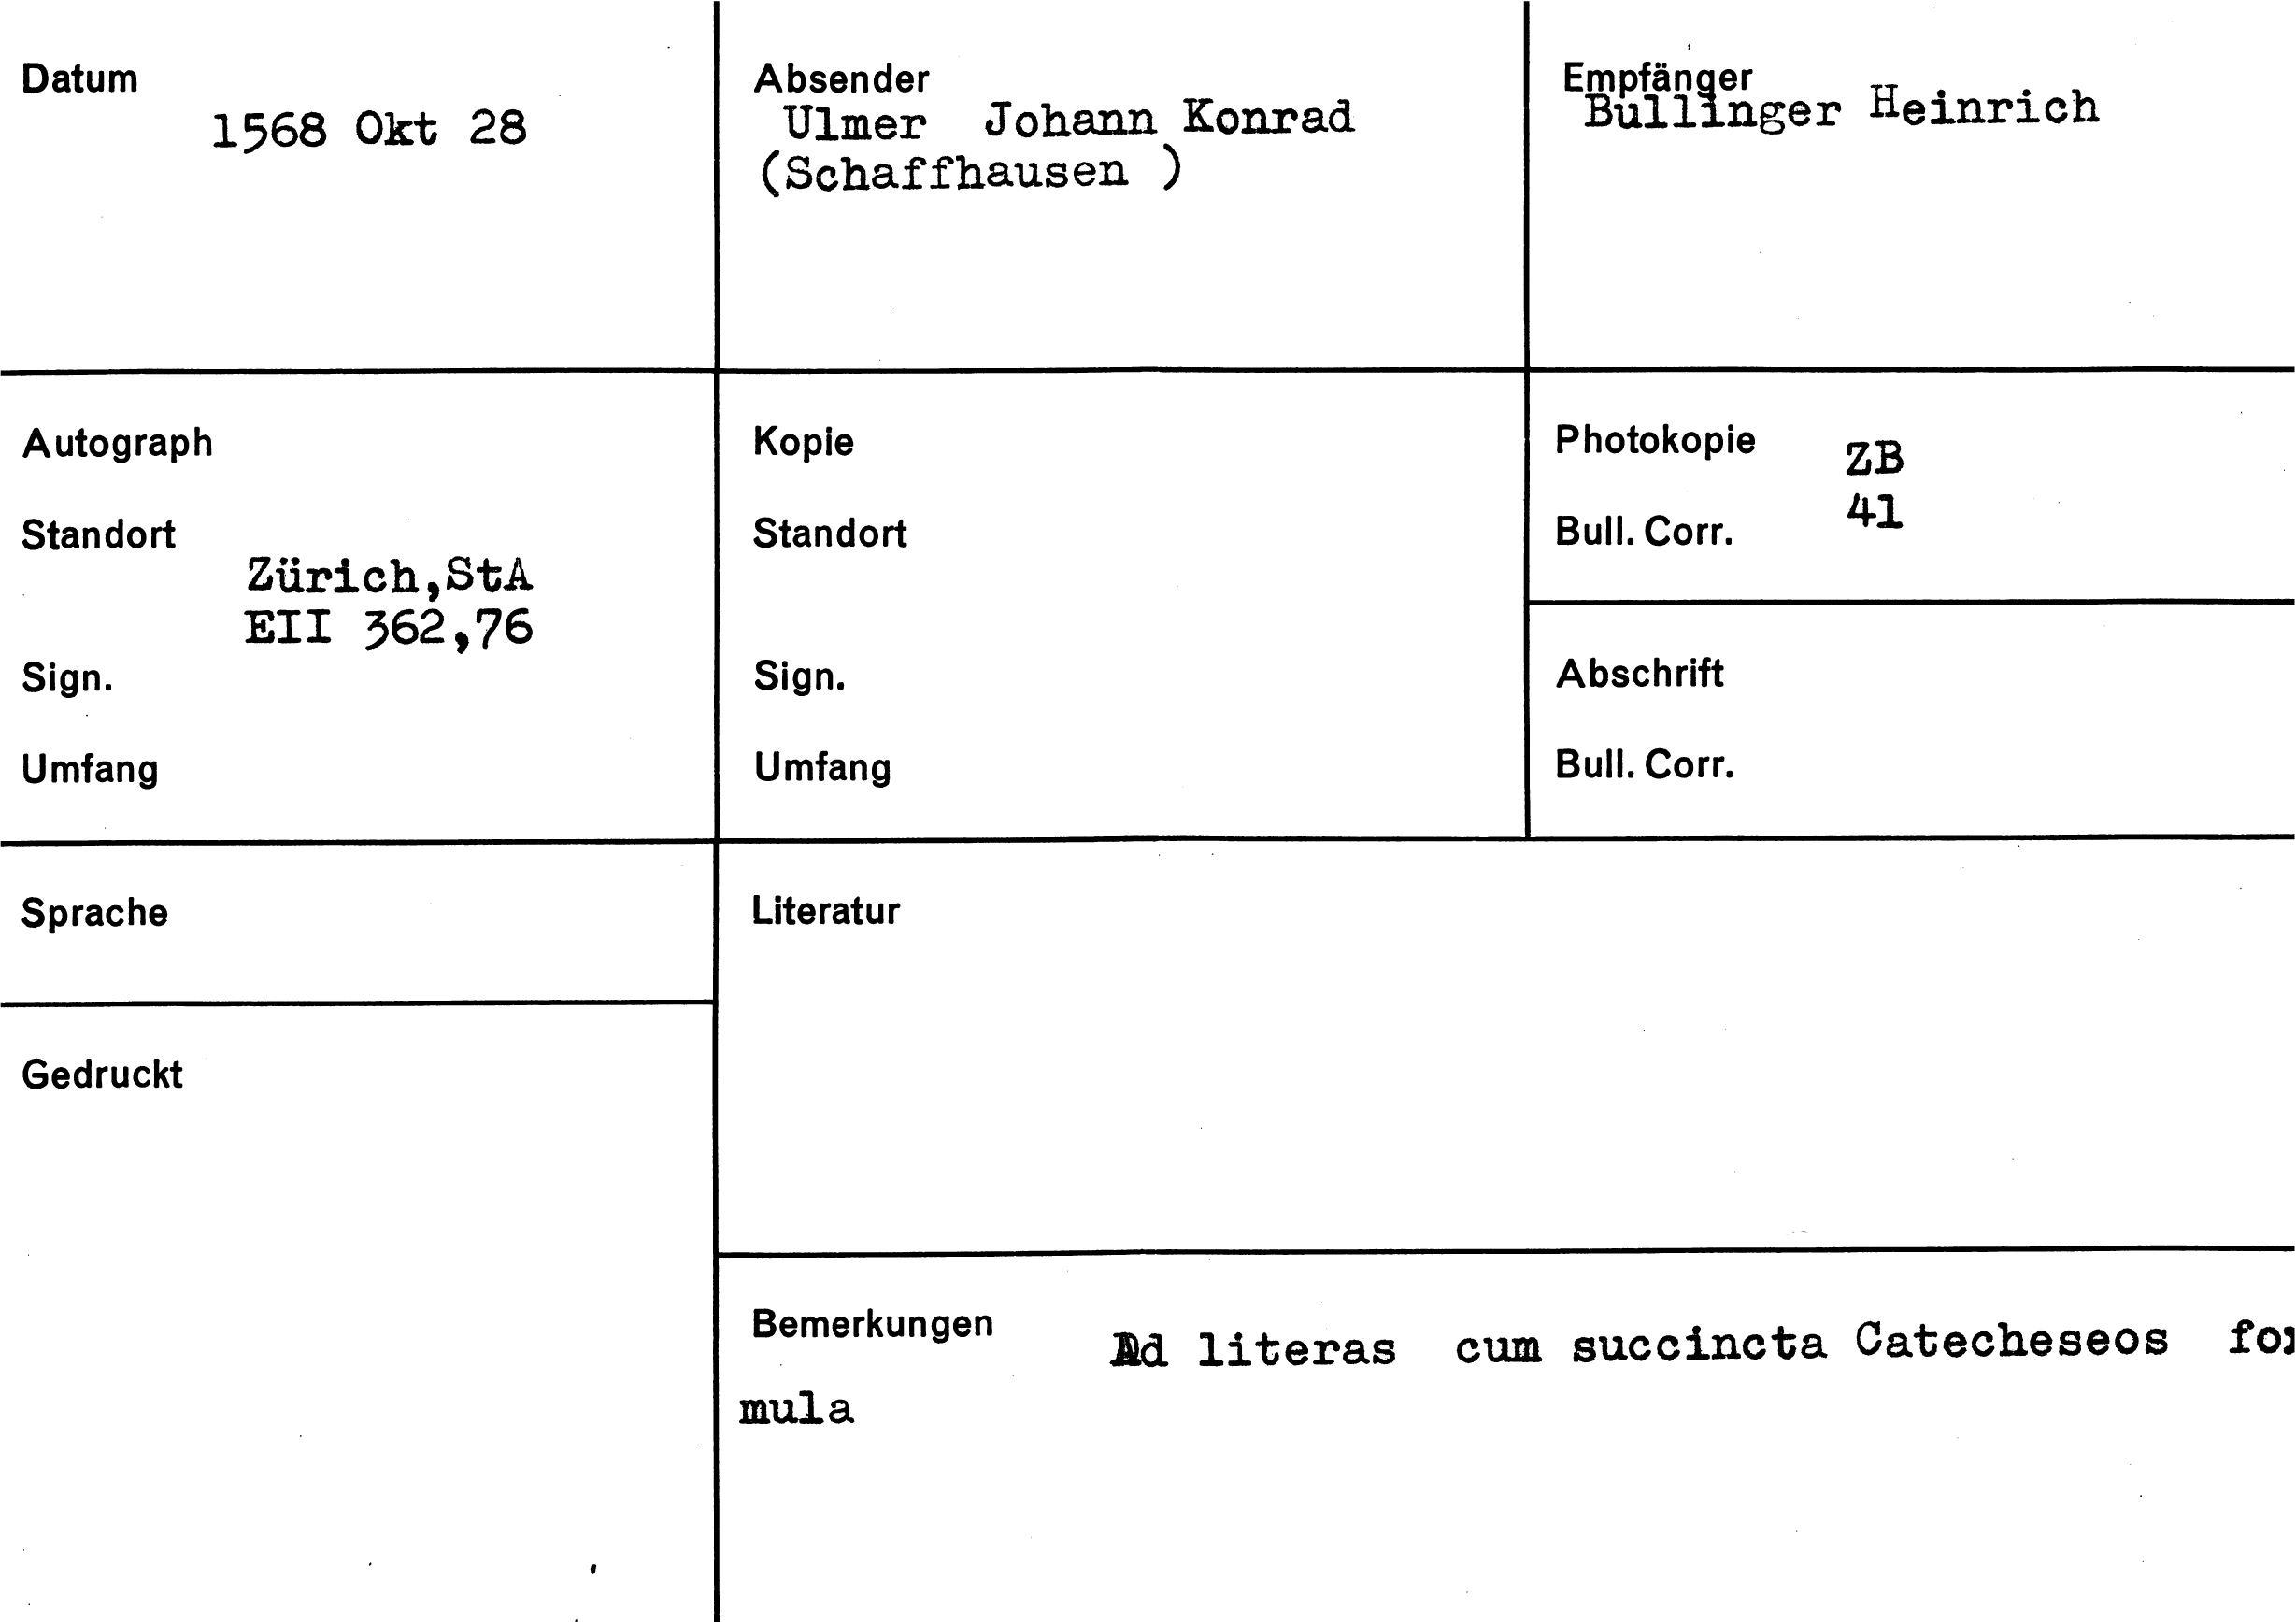 Datum
1568 Okt 28
Absender
Ulmer Johann Konrad
(Schaffhausen )
Empfänger
Bullinger Heinrich
Autograph
Standort
Zürich,StA
EII 362,76
Sign.
Umfang
Kopie
Standort
Sign.
Umfang
Photokopie ZB
Bull. Corr. 41
Abschrift
Bull. Corr.
Sprache
Gedruckt
Literatur
Bemerkungen Ad literas cum succincta Catecheseos for
mula